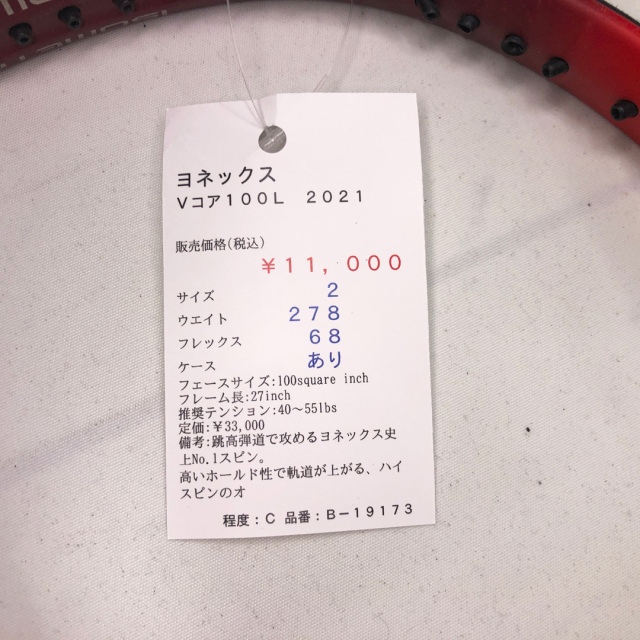 ヨネックス
Vコア100L 2021
販売価格(税込)
¥11,000
サイズ 2
ウエイト 278
フレックス 68
ケース あり
フェースサイズ:100square inch
フレーム長:27inch
推奨テンション:40〜55lbs
定価:¥33,000
備考:跳高弾道で攻めるヨネックス史
上No.1スピン。
高いホールド性で軌道が上がる、ハイ
スピンのオ
程度:C 品番:B−19173